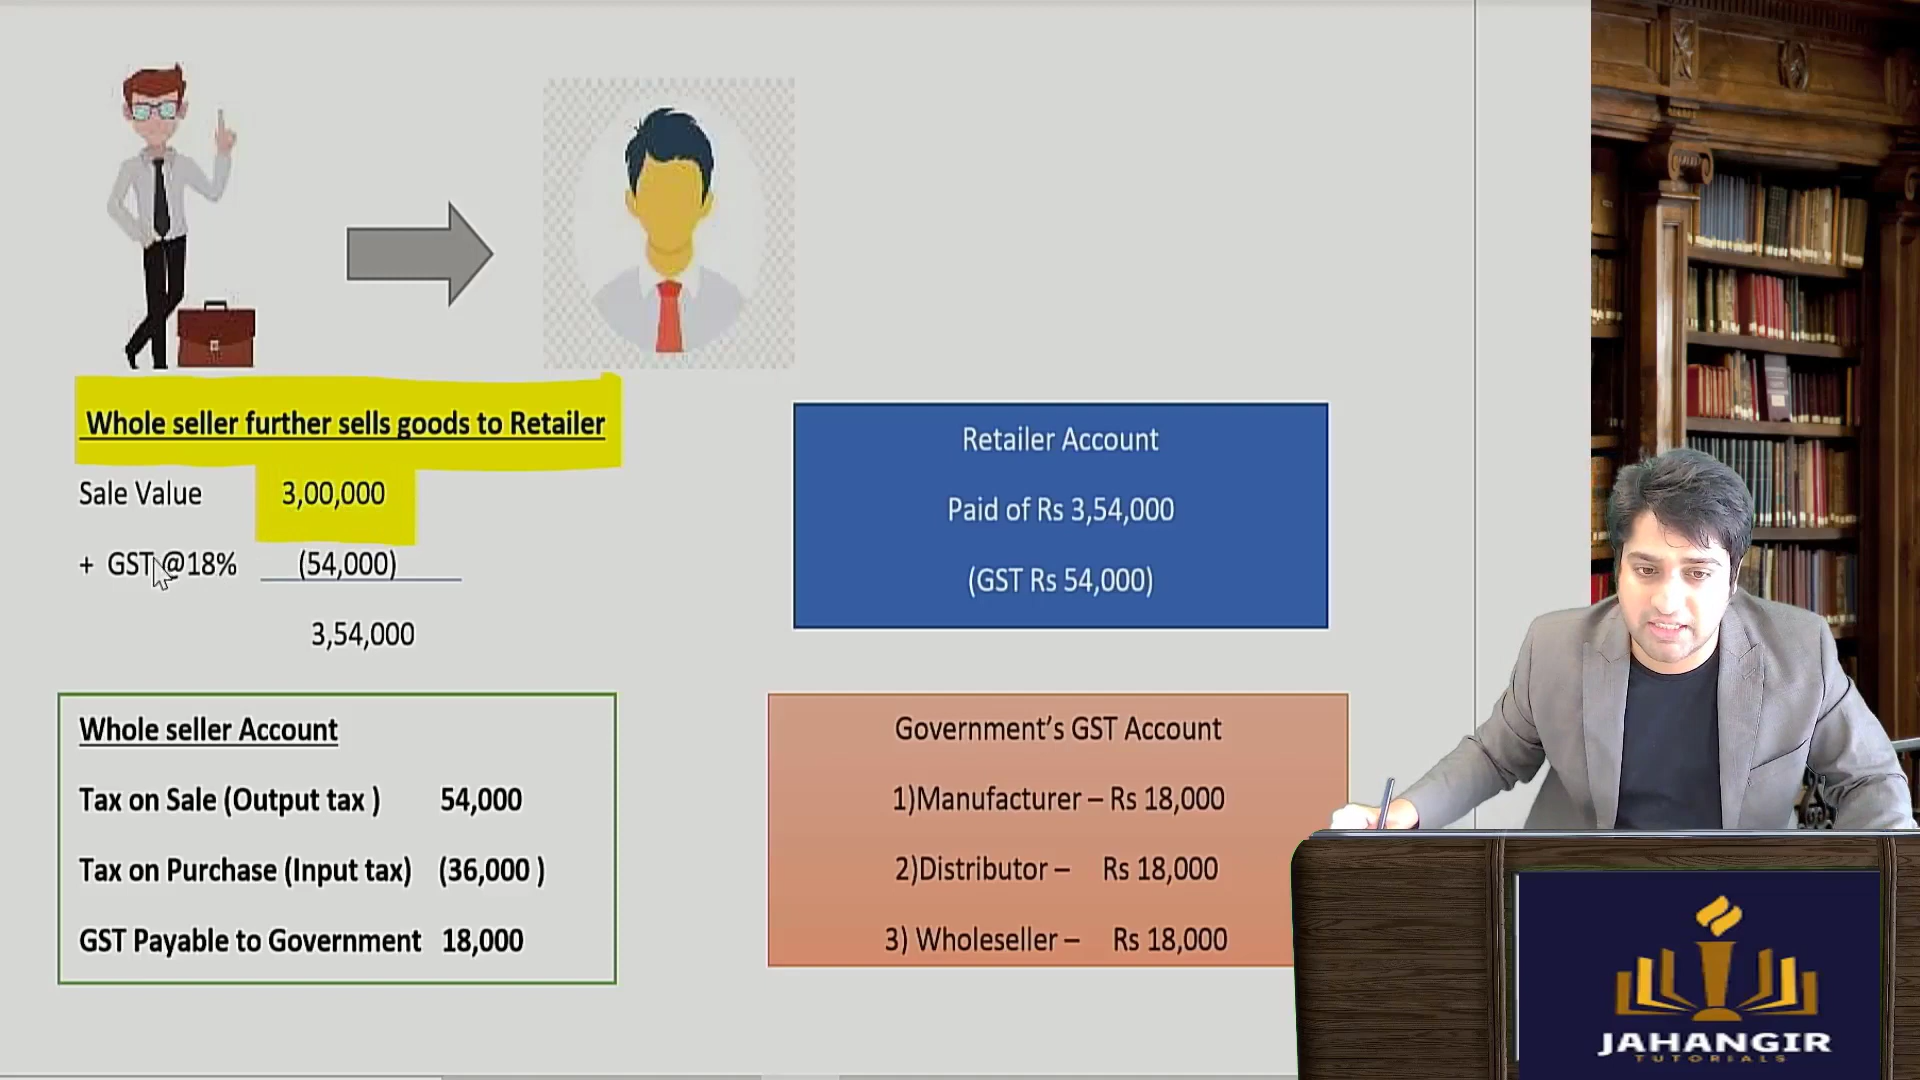 Whole seller further sells goods to Retailer
Sale Value 3,00,000
+ GST @18% (54,000)
3,54,000
Retailer Account
Paid of Rs 3,54,000
(GST Rs 54,000)
Whole seller Account
Tax on Sale (Output tax ) 54,000
Tax on Purchase (Input tax) (36,000 )
GST Payable to Government 18,000
Government’s GST Account
1)Manufacturer – Rs 18,000
2)Distributor – Rs 18,000
3) Wholeseller – Rs 18,000
JAHANGIR
TUTORIALS